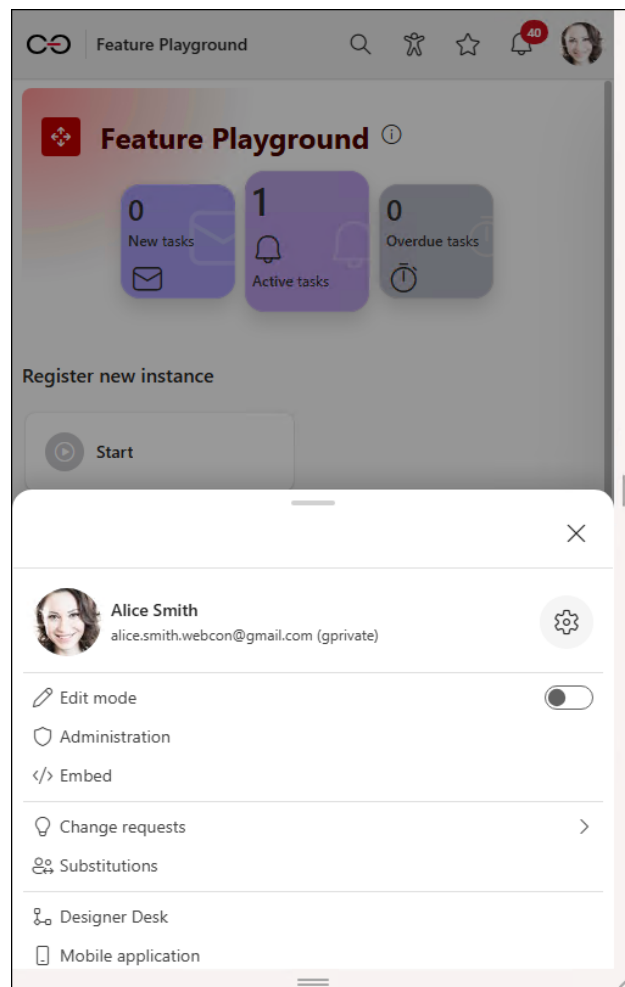 Feature Playground
40
Feature Playground
0
New tasks
1
Active tasks
0
Overdue tasks
Register new instance
Start
Alice Smith
alice.smith.webcon@gmail.com (gprivate)
Edit mode
Administration
Embed
Change requests
Substitutions
Designer Desk
Mobile application